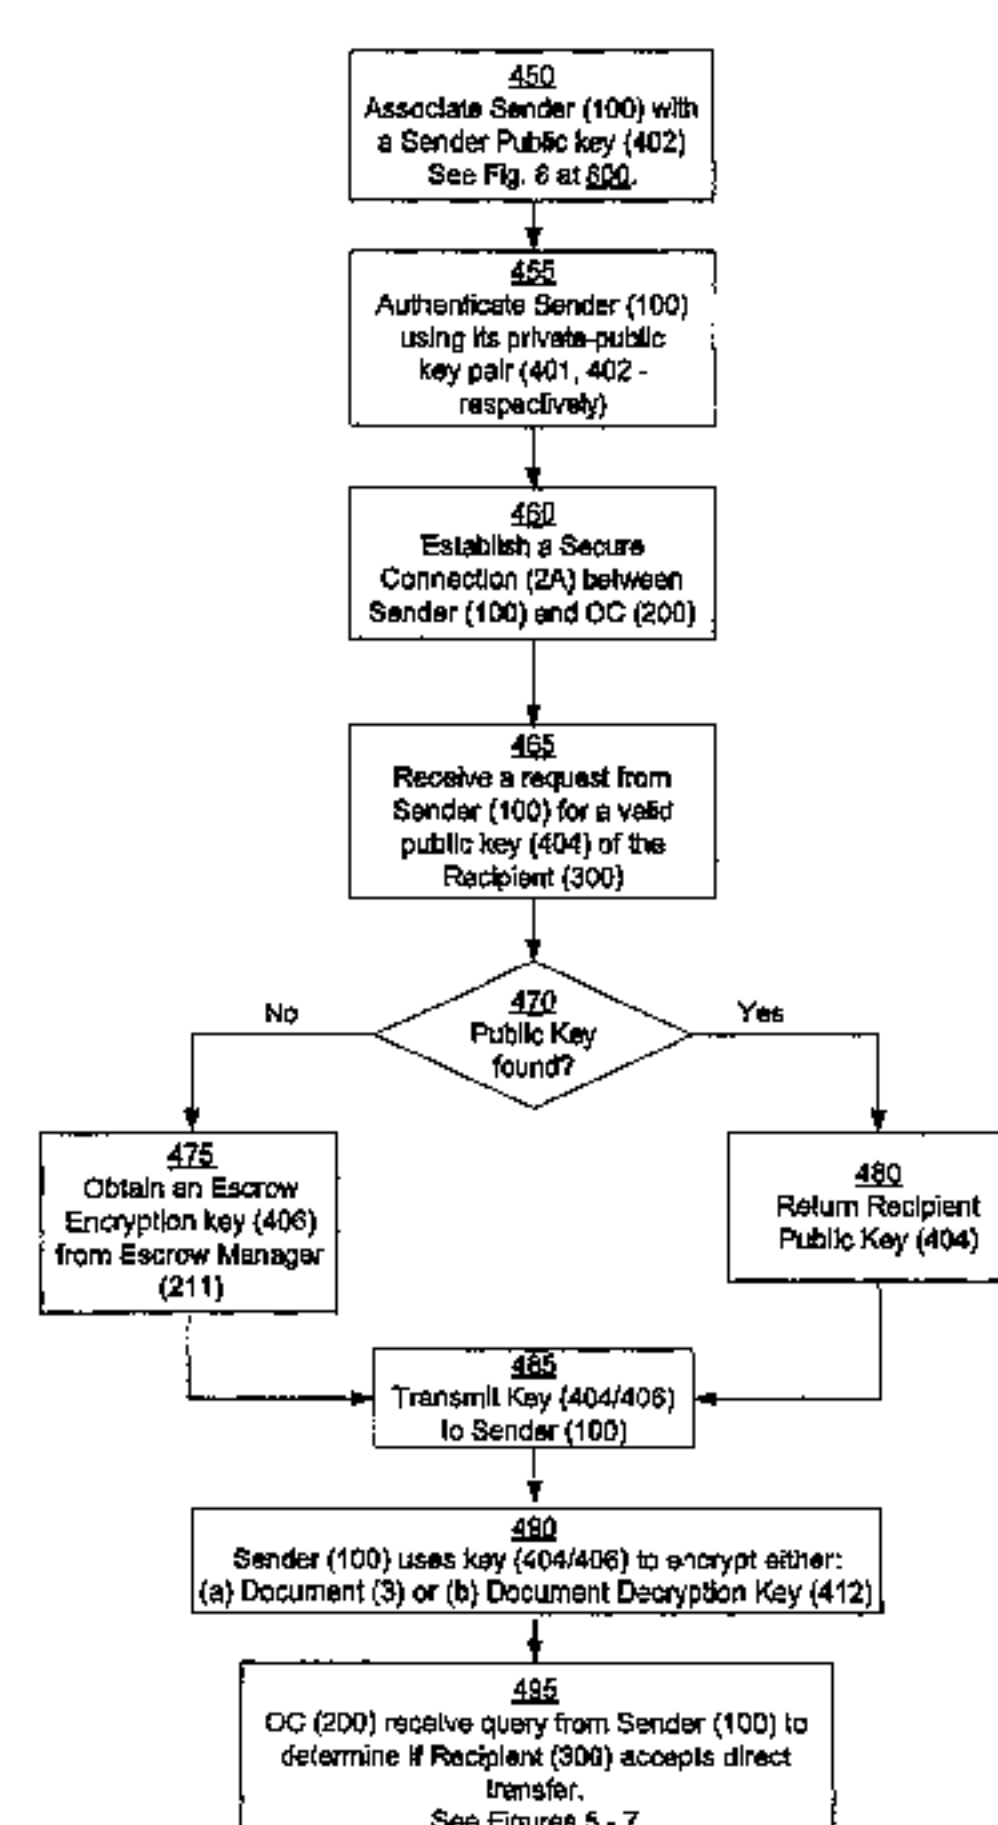 450
Associate Sender (100) with
a Sender Public key (402)
See Fig. 8 at 800.
455
Authenticate Sender (100)
using its private-public
key pair (401, 402 -
respectively)
460
Establish a Secure
Connection (2A) between
Sender (100) and OC (200)
465
Receive a request from
Sender (100) for a valid
public key (404) of the
Recipient (300)
470
Public Key
found?
No
Yes
475
Obtain an Escrow
Encryption key (406)
from Escrow Manager
(211)
480
Return Recipient
Public Key (404)
485
Transmit Key (404/406)
to Sender (100)
490
Sender (100) uses key (404/406) to encrypt either:
(a) Document (3) or (b) Document Decryption Key (412)
495
OC (200) receive query from Sender (100) to
determine if Recipient (300) accepts direct
transfer.
See Figures 5 - 7